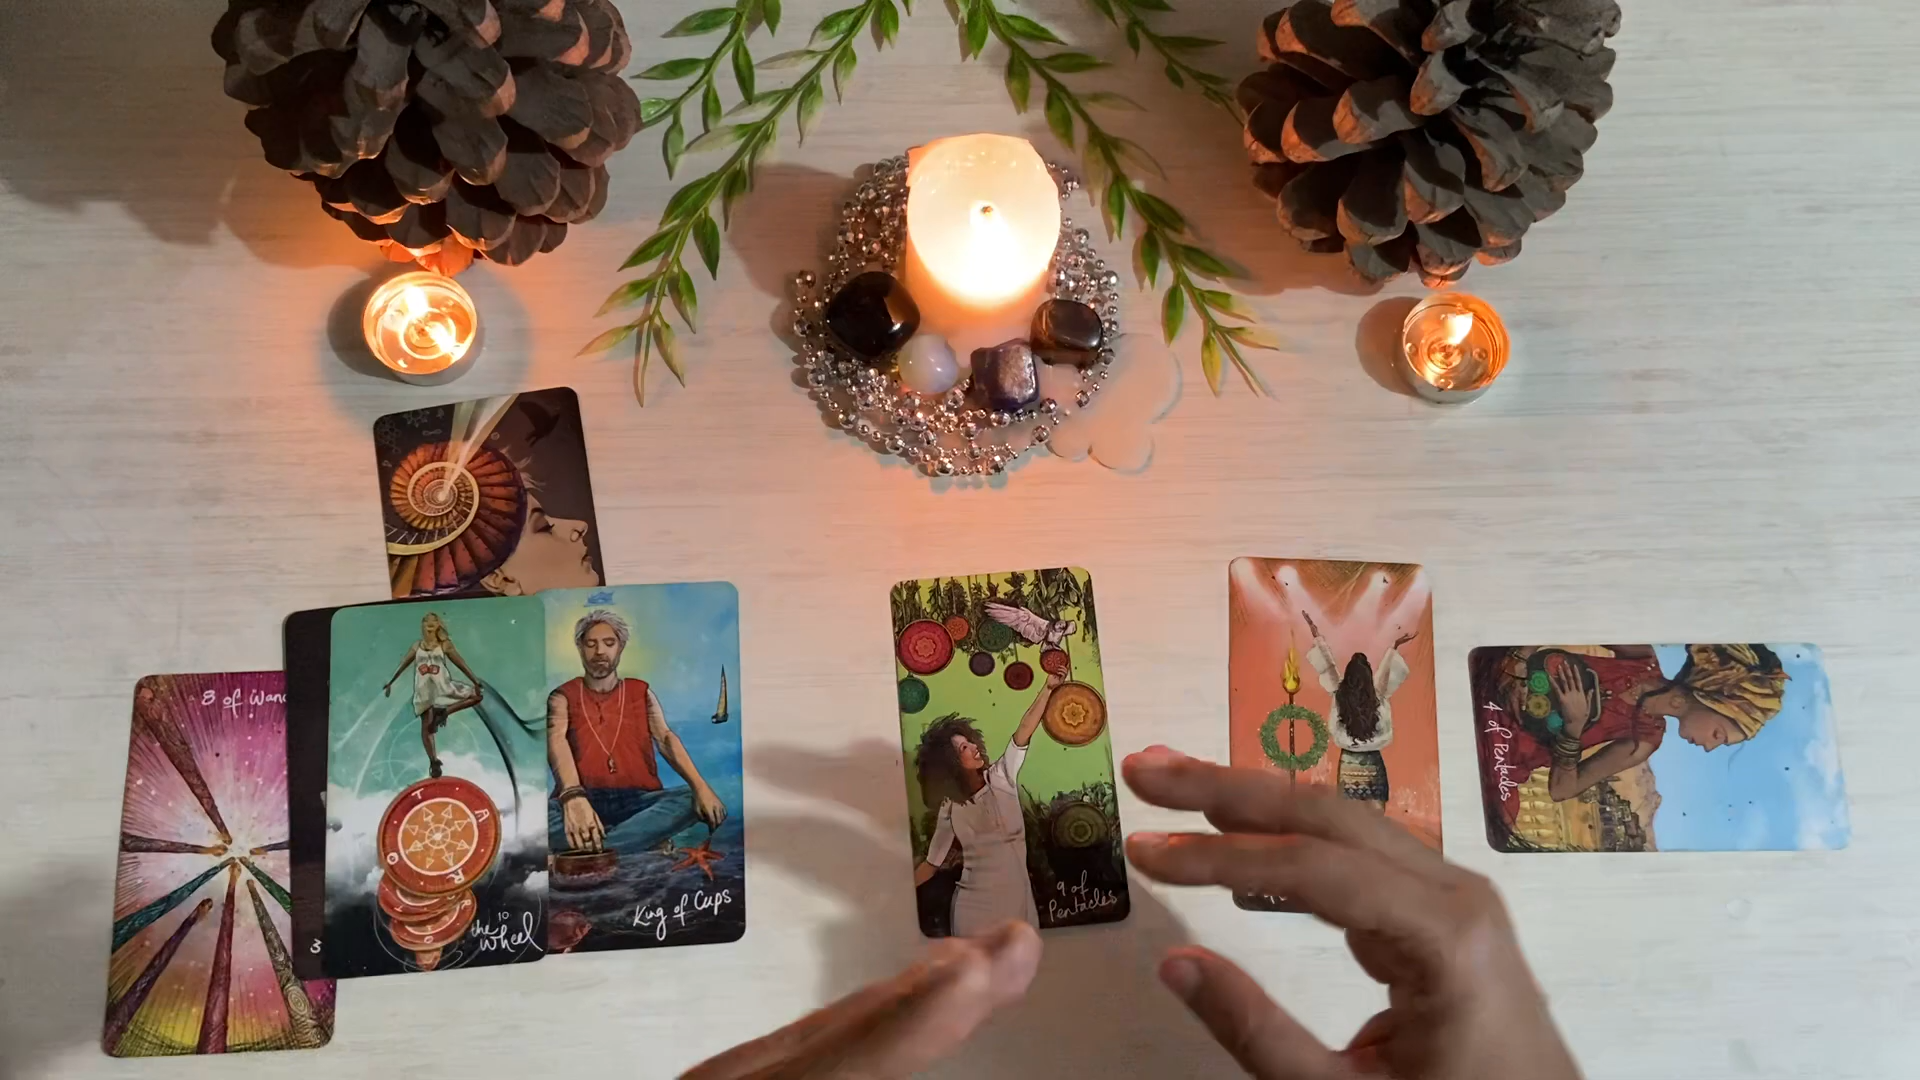 8 of Wand
3
T
A
R
O
the 10
Wheel
King of Cups
9 of
Pentacles
4 of Pentacles